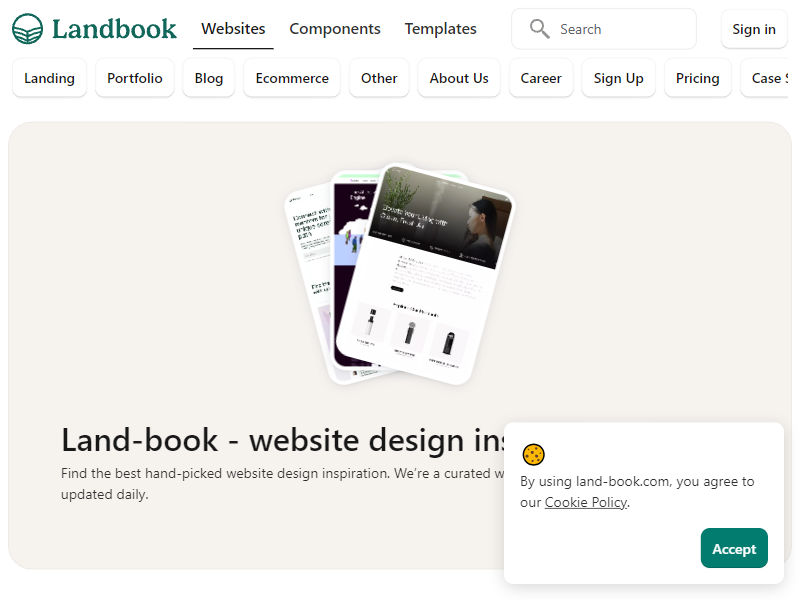 Landbook Websites Components Templates Search Sign in
Landing Portfolio Blog Ecommerce Other About Us Career Sign Up Pricing Case S
Land-book - website design ins
Find the best hand-picked website design inspiration. We're a curated w
updated daily.
By using land-book.com, you agree to
our Cookie Policy.
Accept